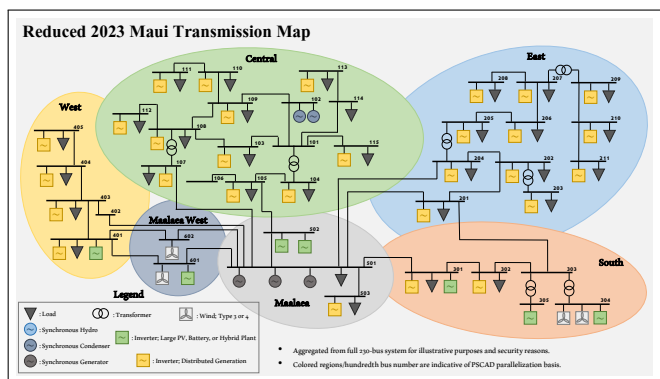 Reduced 2023 Maui Transmission Map
Central
113
East
111
110
208
207
209
114
West
109
102
112
405
108
205
206
210
103
101
115
404
107
204
202
211
106
105
104
403
203
402
201
Maalaea West
401
602
502
601
501
South
Maalaea
301
302
303
503
305
304
Legend
: Load
: Transformer
: Wind; Type 3 or 4
: Synchronous Hydro
: Synchronous Condenser
: Inverter; Large PV, Battery, or Hybrid Plant
: Synchronous Generator
: Inverter; Distributed Generation
• Aggregated from full 230-bus system for illustrative purposes and security reasons.
• Colored regions/hundredth bus number are indicative of PSCAD parallelization basis.